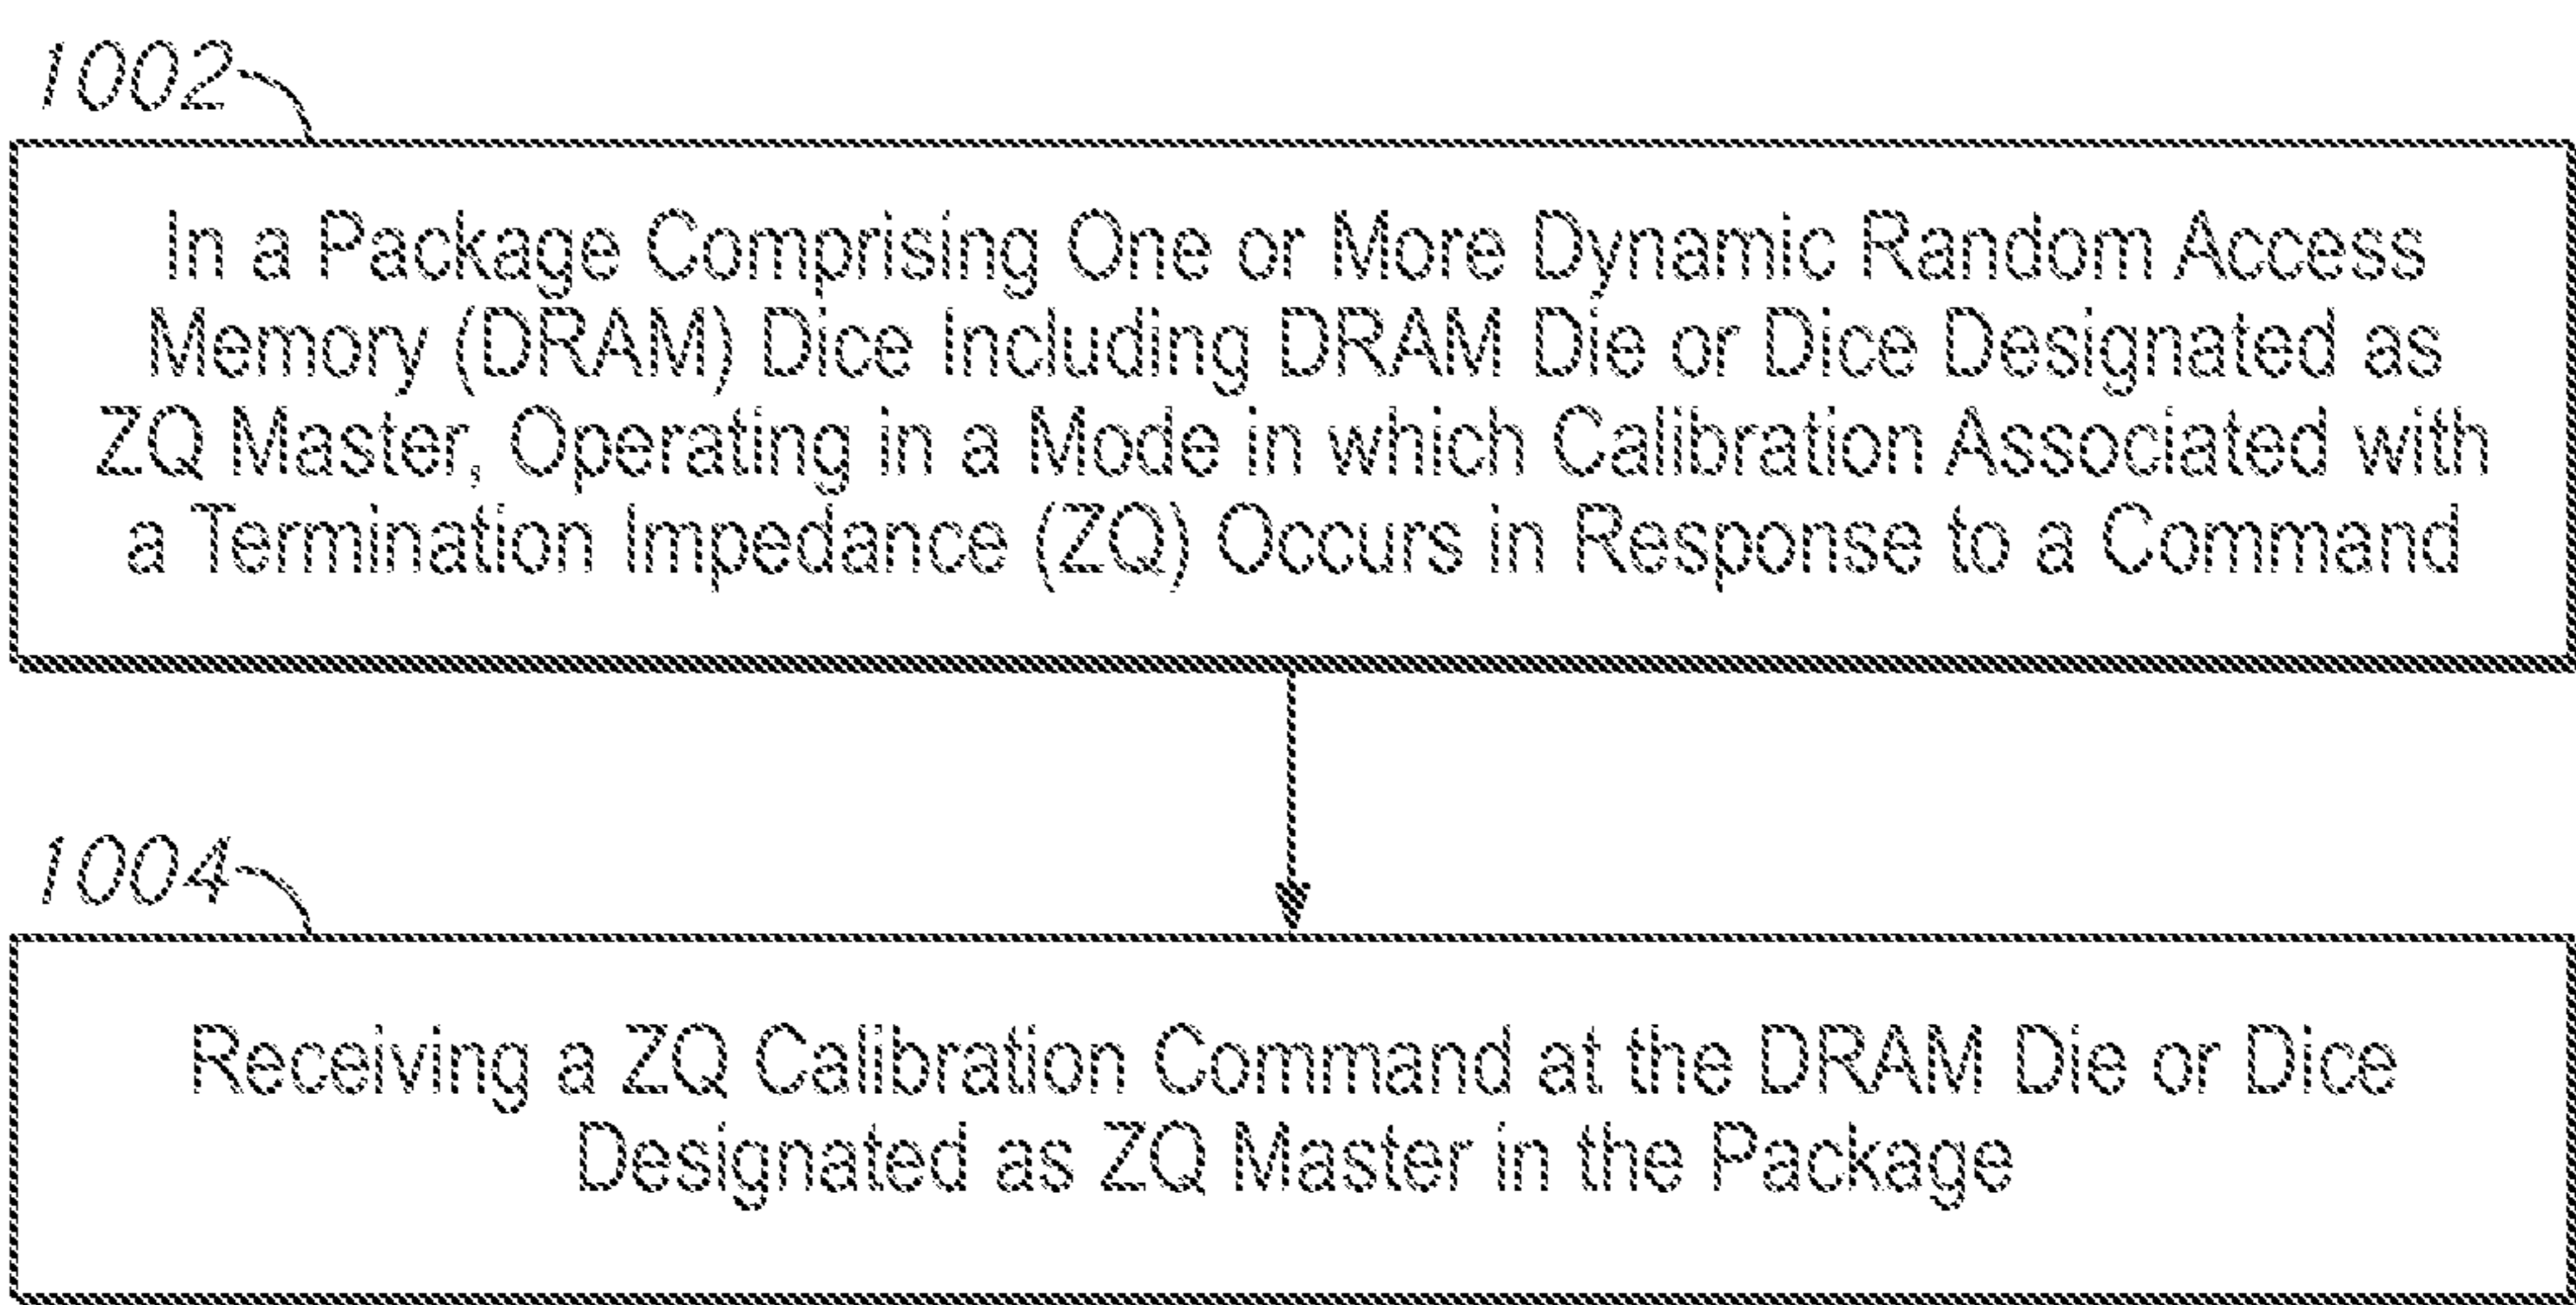 1002
In a Package Comprising One or More Dynamic Random Access
Memory (DRAM) Dice Including DRAM Die or Dice Designated as
ZQ Master, Operating in a Mode in which Calibration Associated with
a Termination Impedance (ZQ) Occurs in Response to a Command
1004
Receiving a ZQ Calibration Command at the DRAM Die or Dice
Designated as ZQ Master in the Package